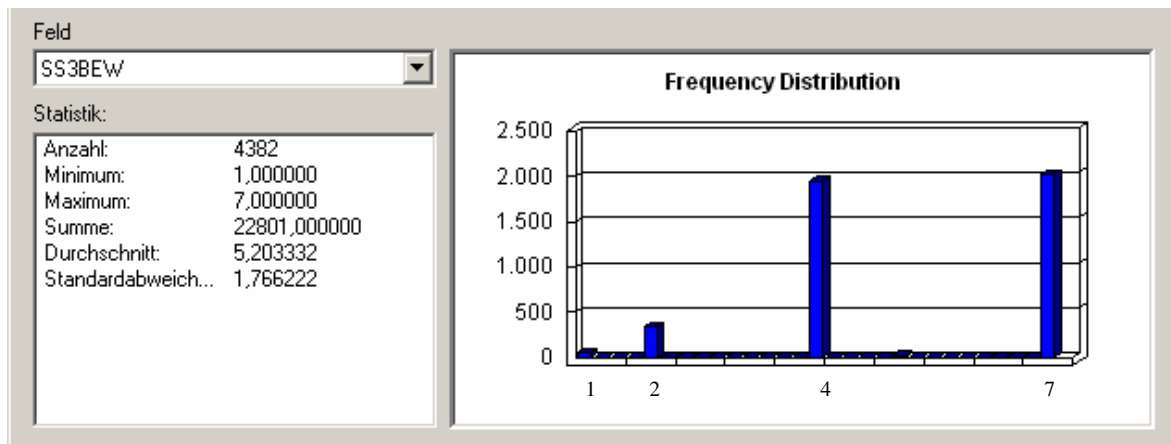 Feld
SS3BEW
Statistik:
Anzahl: 4382
Minimum: 1,000000
Maximum: 7,000000
Summe: 22801,000000
Durchschnitt: 5,203332
Standardabweich... 1,766222
Frequency Distribution
2.500
2.000
1.500
1.000
500
0
1 2 4 7